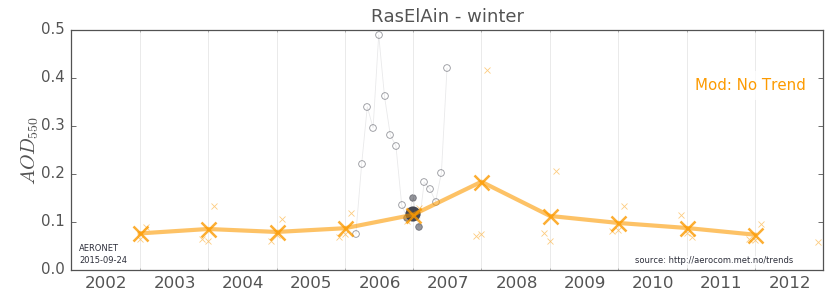 RasElAin - winter
0.5
0.4
0.3
0.2
0.1
0.0
AOD550
Mod: No Trend
AERONET
2015-09-24
source: http://aerocom.met.no/trends
2002 2003 2004 2005 2006 2007 2008 2009 2010 2011 2012